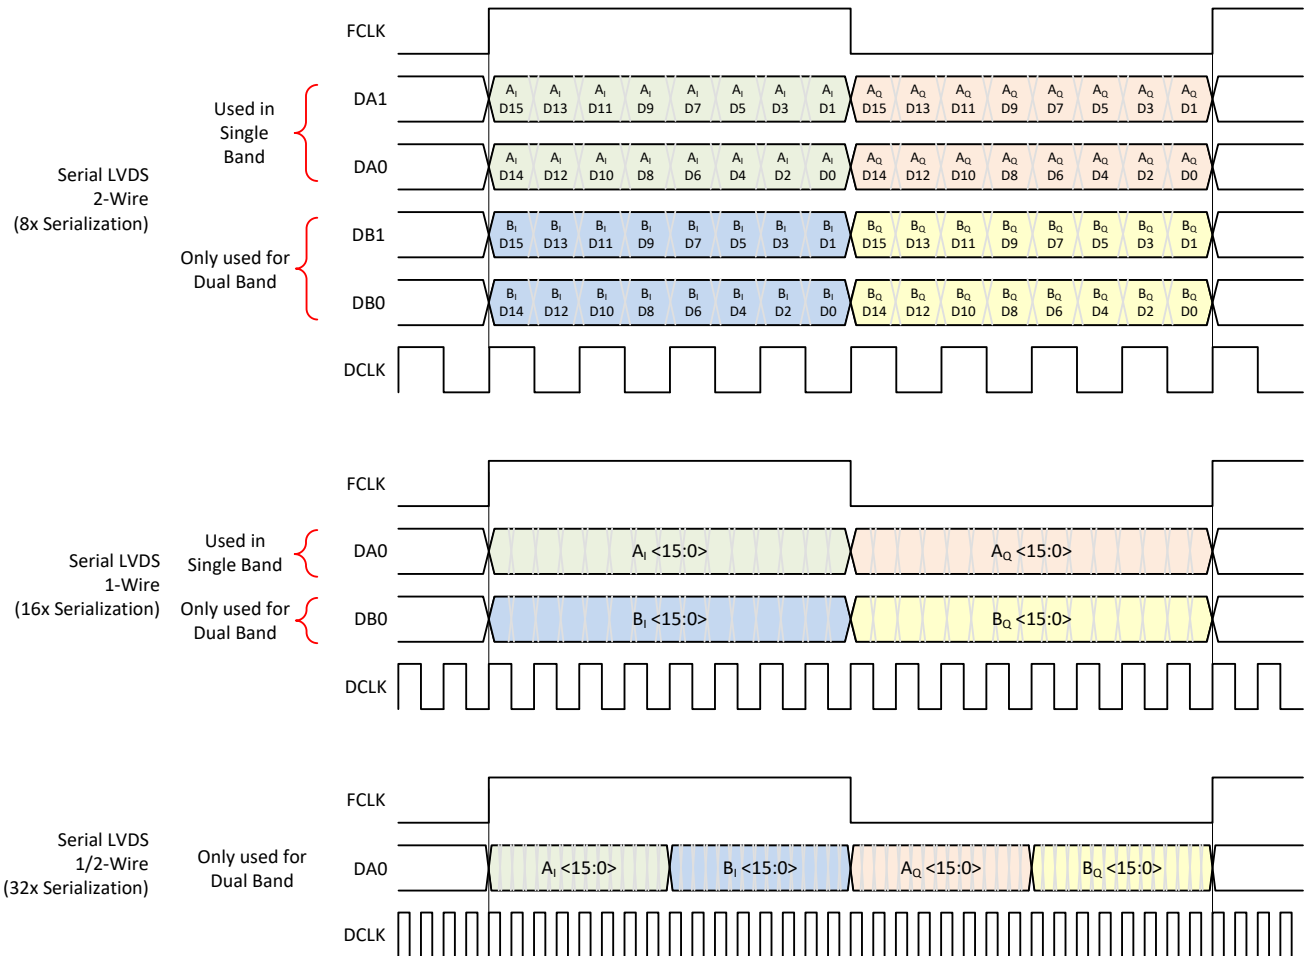 FCLK
Used in
Single
Band
DA1
A_I A_I A_I A_I A_I A_I A_I A_I A_Q A_Q A_Q A_Q A_Q A_Q A_Q A_Q
D15 D13 D11 D9 D7 D5 D3 D1 D15 D13 D11 D9 D7 D5 D3 D1
DA0
A_I A_I A_I A_I A_I A_I A_I A_I A_Q A_Q A_Q A_Q A_Q A_Q A_Q A_Q
D14 D12 D10 D8 D6 D4 D2 D0 D14 D12 D10 D8 D6 D4 D2 D0
Serial LVDS
2-Wire
(8x Serialization)
Only used for
Dual Band
DB1
B_I B_I B_I B_I B_I B_I B_I B_I B_Q B_Q B_Q B_Q B_Q B_Q B_Q B_Q
D15 D13 D11 D9 D7 D5 D3 D1 D15 D13 D11 D9 D7 D5 D3 D1
DB0
B_I B_I B_I B_I B_I B_I B_I B_I B_Q B_Q B_Q B_Q B_Q B_Q B_Q B_Q
D14 D12 D10 D8 D6 D4 D2 D0 D14 D12 D10 D8 D6 D4 D2 D0
DCLK
FCLK
Serial LVDS
1-Wire
(16x Serialization)
Used in
Single Band
DA0 A_I <15:0> A_Q <15:0>
Only used for
Dual Band
DB0 B_I <15:0> B_Q <15:0>
DCLK
FCLK
Serial LVDS
1/2-Wire
(32x Serialization)
Only used for
Dual Band
DA0 A_I <15:0> B_I <15:0> A_Q <15:0> B_Q <15:0>
DCLK